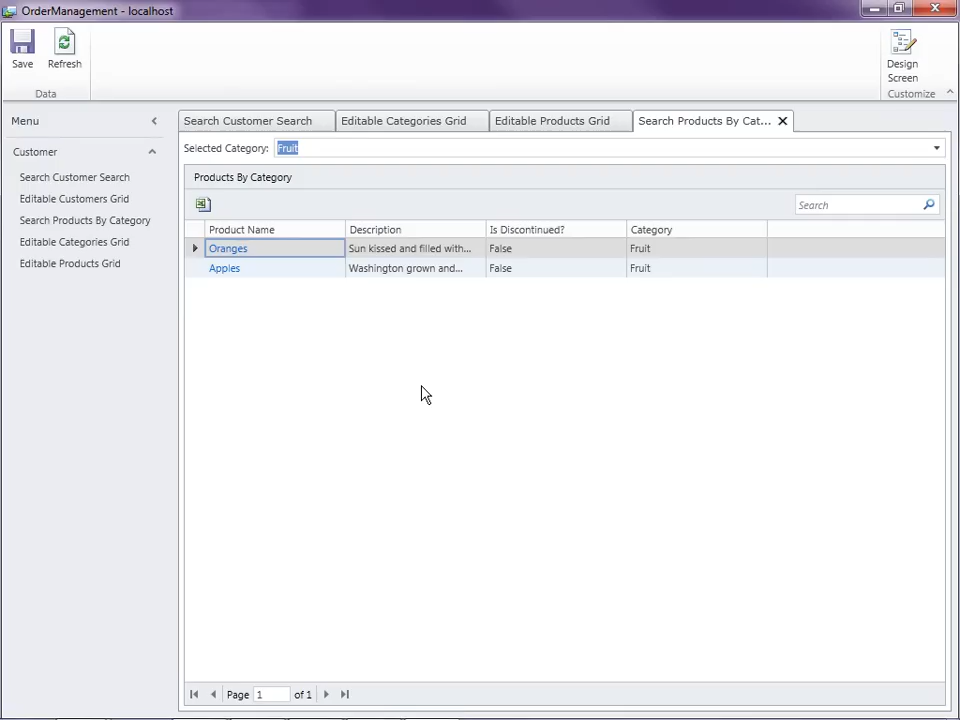 OrderManagement - localhost
Save
Refresh
Design
Screen
Data
Customize
Menu
Search Customer Search
Editable Categories Grid
Editable Products Grid
Search Products By Cat...
Customer
Search Customer Search
Editable Customers Grid
Search Products By Category
Editable Categories Grid
Editable Products Grid
Selected Category: Fruit
Products By Category
Search
Product Name Description Is Discontinued? Category
Oranges Sun kissed and filled with... False Fruit
Apples Washington grown and... False Fruit
Page 1 of 1